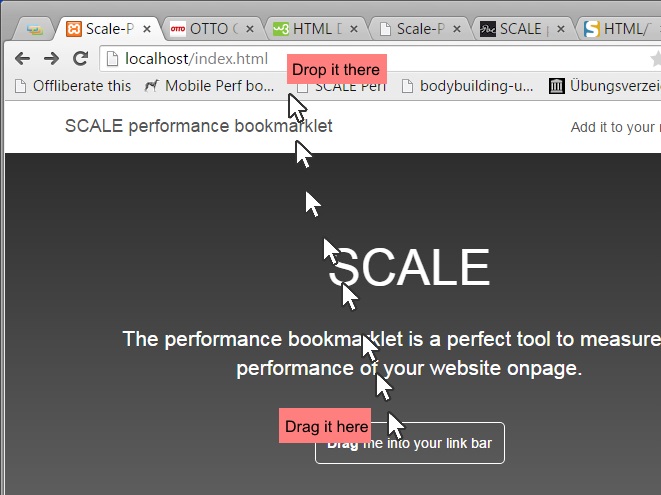 Scale-P
OTTO
HTML
Scale-P
SCALE
HTML/
localhost/index.html
Drop it there
Offliberate this
Mobile Perf bo...
SCALE Perf
bodybuilding-u...
Übungsverzei
SCALE performance bookmarklet
Add it to your
SCALE
The performance bookmarklet is a perfect tool to measure
performance of your website onpage.
Drag it here
Drag me into your link bar